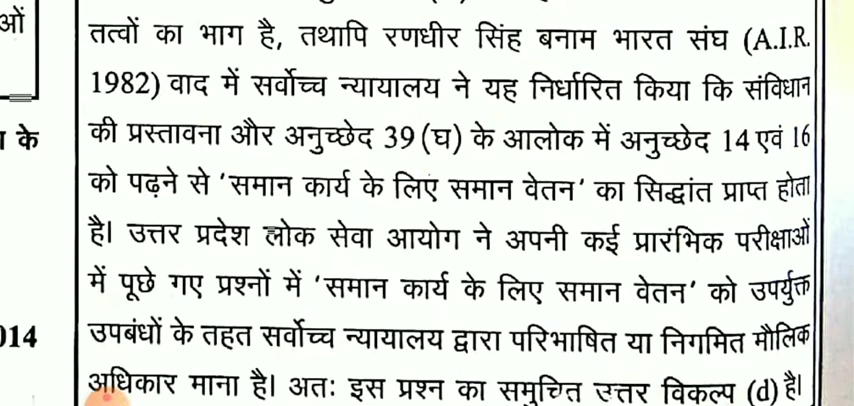 ओं
तत्वों का भाग है, तथापि रणधीर सिंह बनाम भारत संघ (A.I.R.
1982) वाद में सर्वोच्च न्यायालय ने यह निर्धारित किया कि संविधान
ा के
की प्रस्तावना और अनुच्छेद 39 (घ) के आलोक में अनुच्छेद 14 एवं 16
को पढ़ने से 'समान कार्य के लिए समान वेतन' का सिद्धांत प्राप्त होता
है। उत्तर प्रदेश लोक सेवा आयोग ने अपनी कई प्रारंभिक परीक्षाओं
में पूछे गए प्रश्नों में 'समान कार्य के लिए समान वेतन' को उपर्युक्त
014
उपबंधों के तहत सर्वोच्च न्यायालय द्वारा परिभाषित या निगमित मौलिक
अधिकार माना है। अतः इस प्रश्न का समुचित उत्तर विकल्प (d) है।